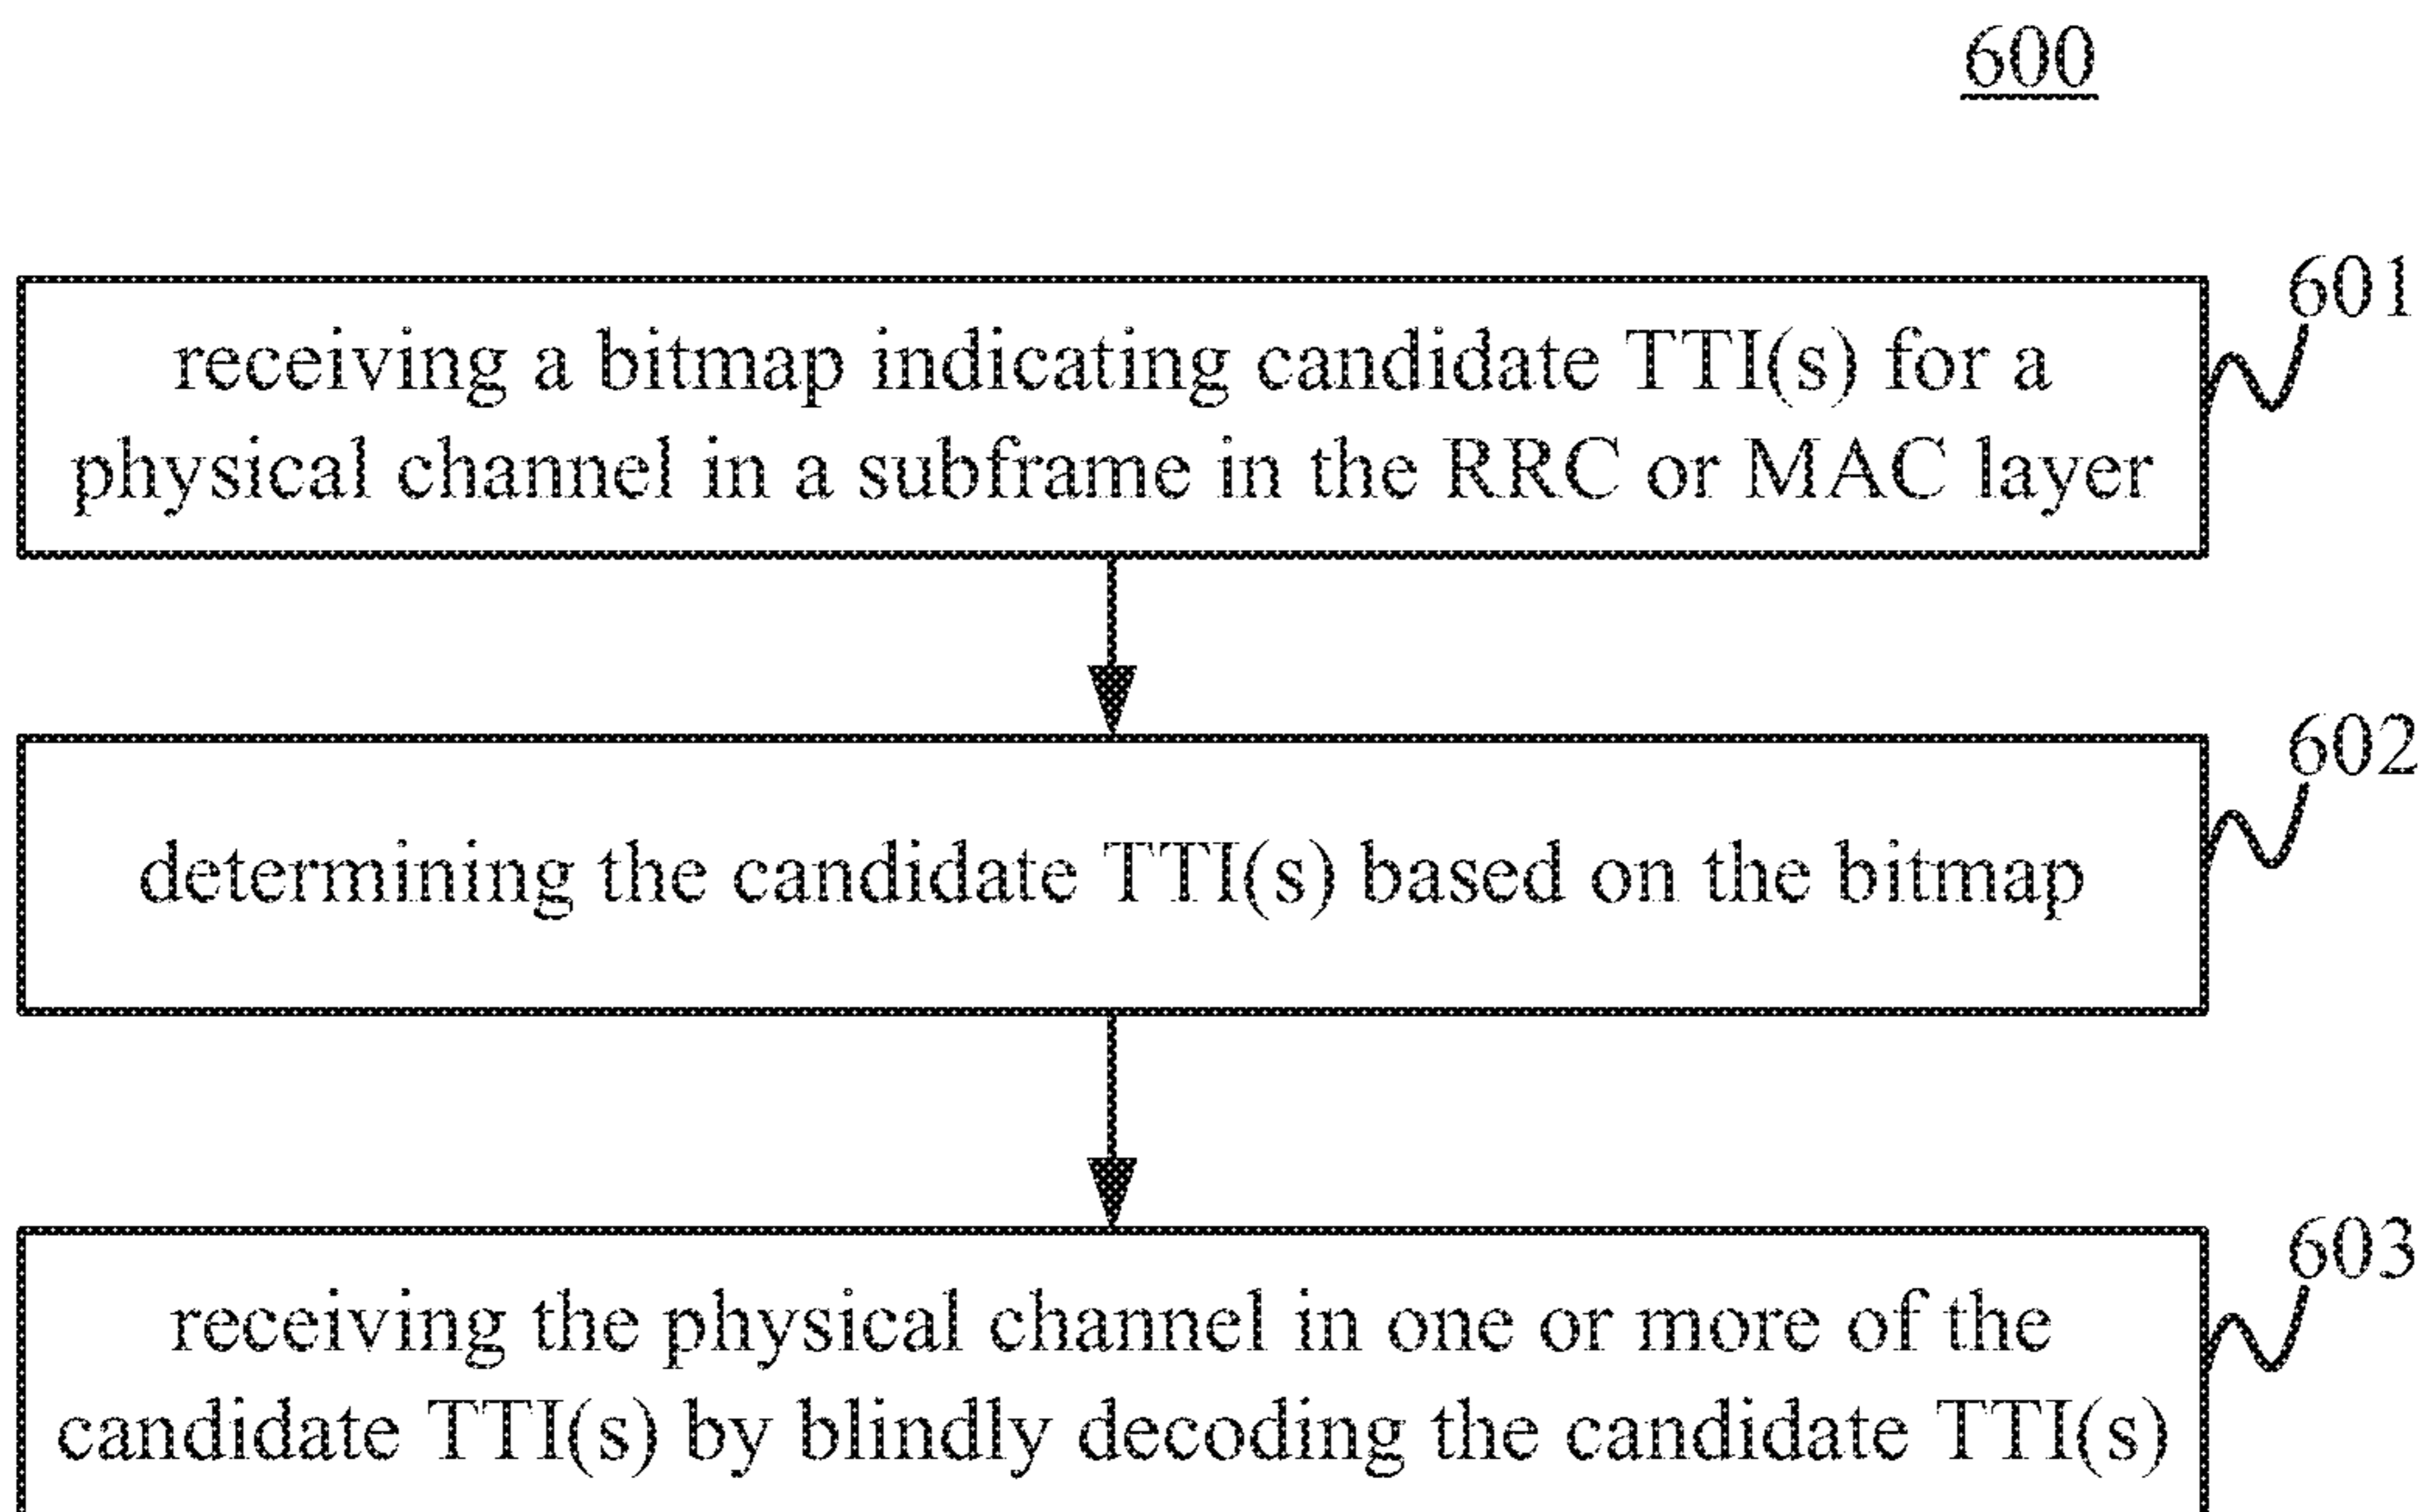 600
601
receiving a bitmap indicating candidate TTI(s) for a
physical channel in a subframe in the RRC or MAC layer
602
determining the candidate TTI(s) based on the bitmap
603
receiving the physical channel in one or more of the
candidate TTI(s) by blindly decoding the candidate TTI(s)